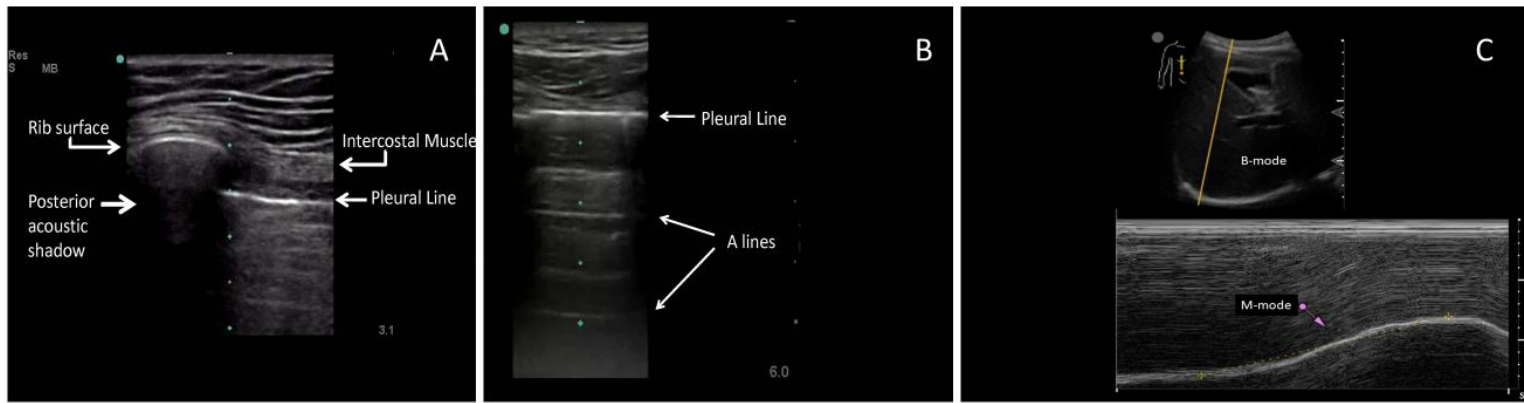 A
Res
S MB
Rib surface
Intercostal Muscle
Posterior
acoustic
shadow
Pleural Line
3.1
B
Pleural Line
A lines
6.0
C
B-mode
M-mode
s